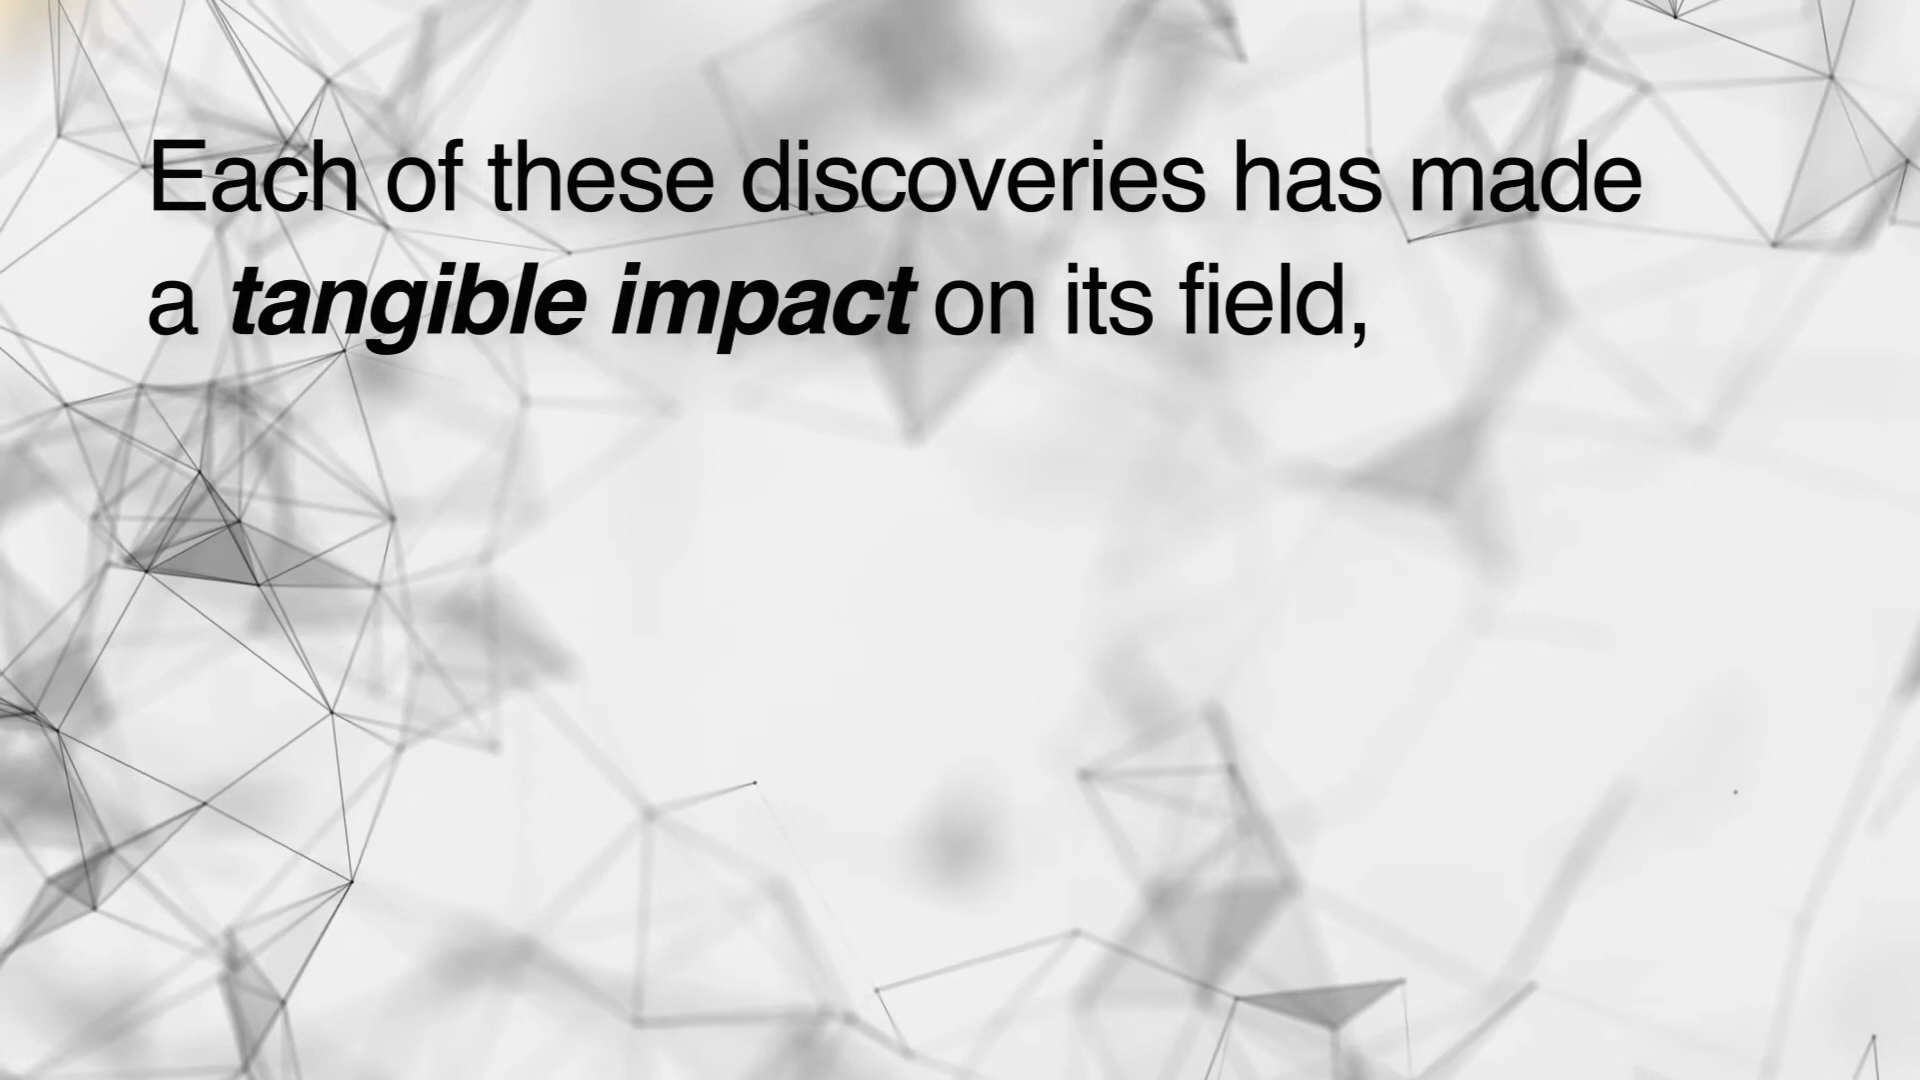 Each of these discoveries has made
a tangible impact on its field,